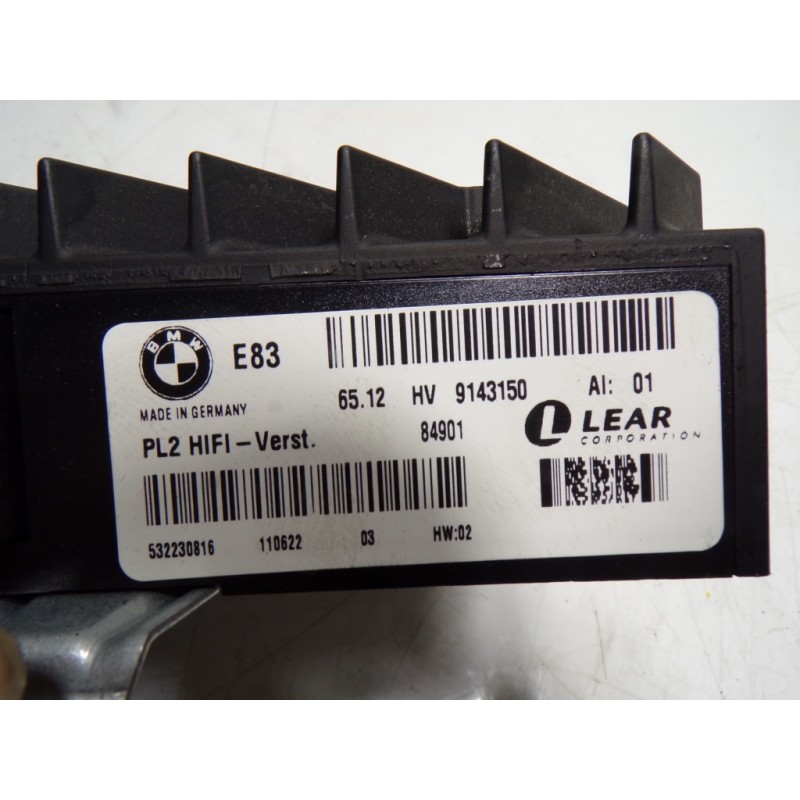 BMW
E83
MADE IN GERMANY
65.12 HV 9143150 AI: 01
PL2 HIFI-Verst.
84901
LEAR
CORPORATION
532230816 110622 03 HW:02